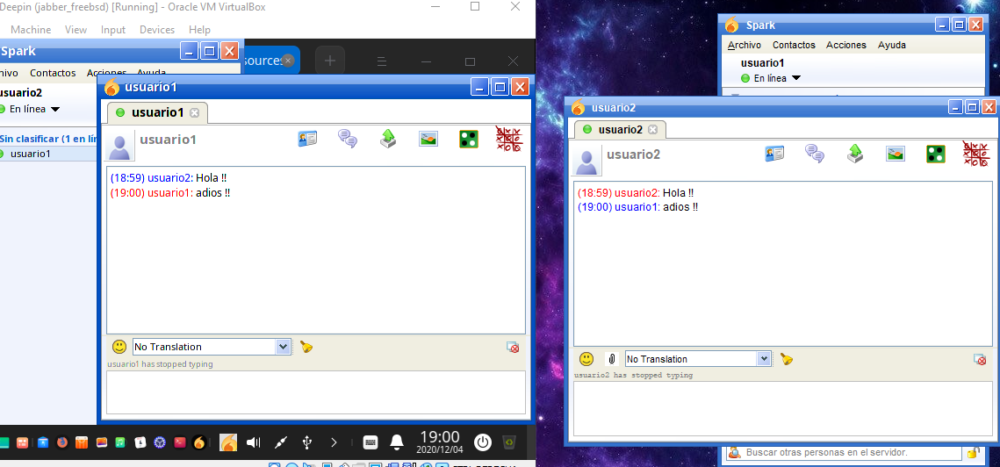 Deepin (jabber_freebsd) [Running] - Oracle VM VirtualBox
Machine View Input Devices Help
Spark
sources
hivo Contactos Acciones Ayuda
usuario2
En línea
Sin clasificar (1 en lín
usuario1
usuario1
usuario1
usuario1
(18:59) usuario2: Hola !!
(19:00) usuario1: adios !!
No Translation
usuario1 has stopped typing
19:00
2020/12/04
Spark
Archivo Contactos Acciones Ayuda
usuario1
En línea
usuario2
usuario2
usuario2
(18:59) usuario2: Hola !!
(19:00) usuario1: adios !!
No Translation
usuario2 has stopped typing
Buscar otras personas en el servidor.